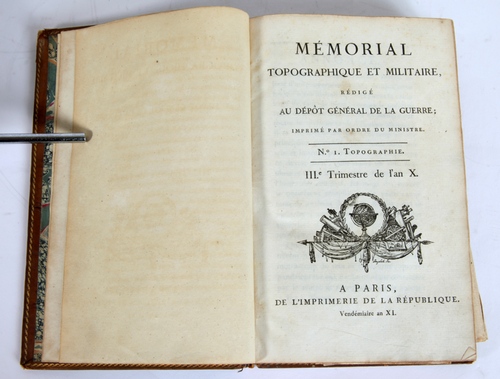 MÉMORIAL
TOPOGRAPHIQUE ET MILITAIRE,
RÉDIGÉ
AU DÉPÔT GÉNÉRAL DE LA GUERRE;
IMPRIMÉ PAR ORDRE DU MINISTRE.
N.º 1. TOPOGRAPHIE.
III.e Trimestre de l'an X.
A PARIS,
DE L'IMPRIMERIE DE LA RÉPUBLIQUE.
Vendémiaire an XI.